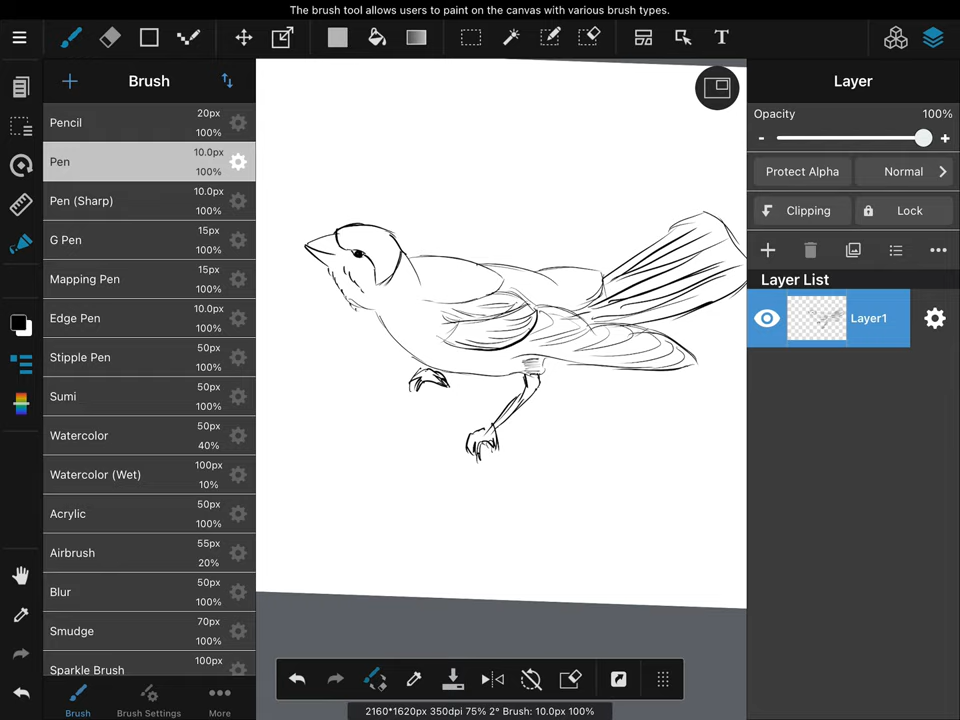 The brush tool allows users to paint on the canvas with various brush types.
T
Brush
Pencil 20px 100%
Pen 10.0px 100%
Pen (Sharp) 10.0px 100%
G Pen 15px 100%
Mapping Pen 15px 100%
Edge Pen 10.0px 100%
Stipple Pen 50px 100%
Sumi 50px 100%
Watercolor 50px 40%
Watercolor (Wet) 100px 10%
Acrylic 50px 100%
Airbrush 55px 20%
Blur 50px 100%
Smudge 70px 100%
Sparkle Brush 100px
Brush Brush Settings More
Layer
Opacity 100%
- +
Protect Alpha Normal
Clipping Lock
Layer List
Layer1
2160*1620px 350dpi 75% 2° Brush: 10.0px 100%